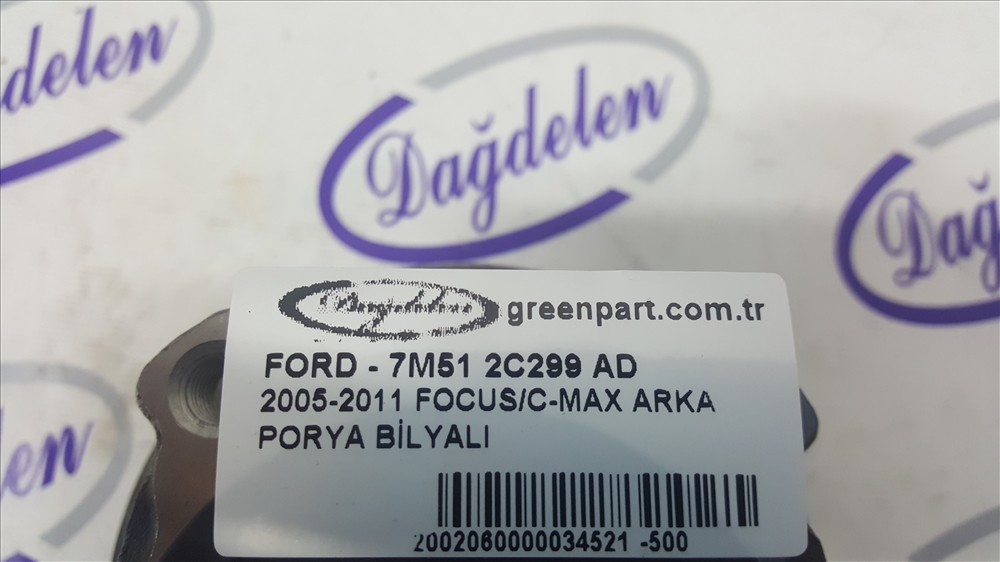 delen
Dağdelen
Dağ
Dağdelen greenpart.com.tr
FORD - 7M51 2C299 AD
2005-2011 FOCUS/C-MAX ARKA
PORYA BİLYALI
2002060000034521 -500
en